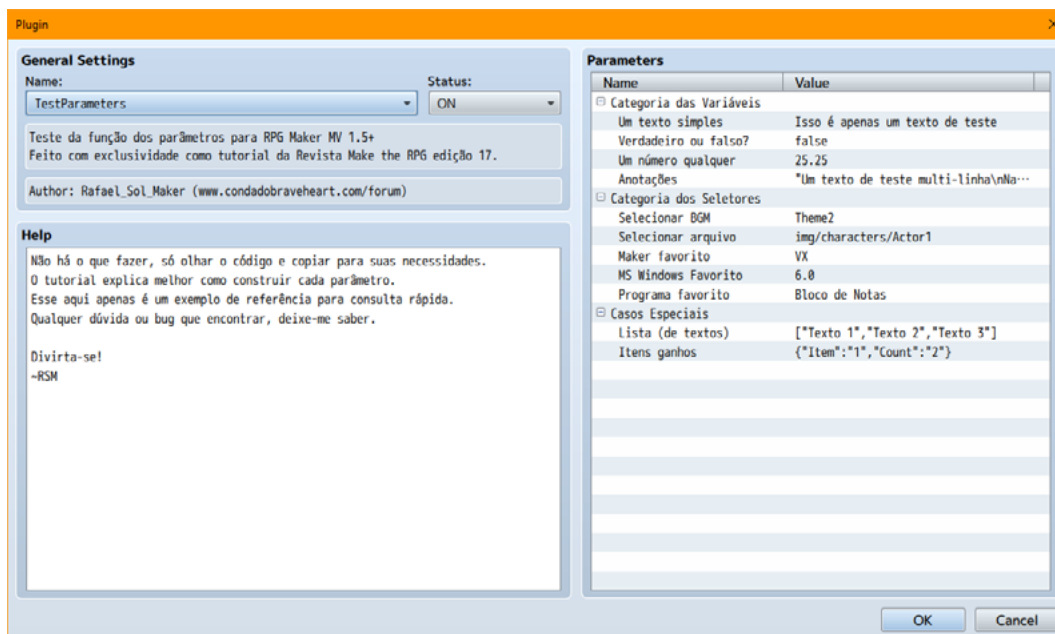 Plugin
General Settings
Name:
Status:
TestParameters
ON
Teste da função dos parâmetros para RPG Maker MV 1.5+
Feito com exclusividade como tutorial da Revista Make the RPG edição 17.
Author: Rafael_Sol_Maker (www.condadobraveheart.com/forum)
Help
Não há o que fazer, só olhar o código e copiar para suas necessidades.
O tutorial explica melhor como construir cada parâmetro.
Esse aqui apenas é um exemplo de referência para consulta rápida.
Qualquer dúvida ou bug que encontrar, deixe-me saber.
Divirta-se!
~RSM
Parameters
Name Value
Categoria das Variáveis
Um texto simples Isso é apenas um texto de teste
Verdadeiro ou falso? false
Um número qualquer 25.25
Anotações "Um texto de teste multi-linha\nNa…
Categoria dos Seletores
Selecionar BGM Theme2
Selecionar arquivo img/characters/Actor1
Maker favorito VX
MS Windows Favorito 6.0
Programa favorito Bloco de Notas
Casos Especiais
Lista (de textos) ["Texto 1","Texto 2","Texto 3"]
Itens ganhos {"Item":"1","Count":"2"}
OK
Cancel